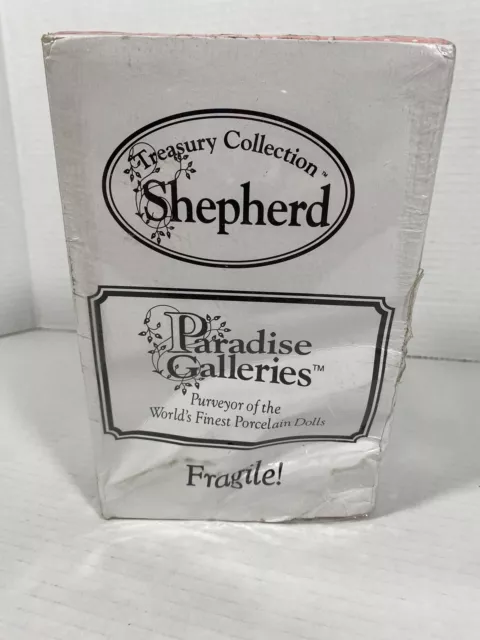 Treasury Collection™
Shepherd
Paradise
Galleries™
Purveyor of the
World's Finest Porcelain Dolls
Fragile!